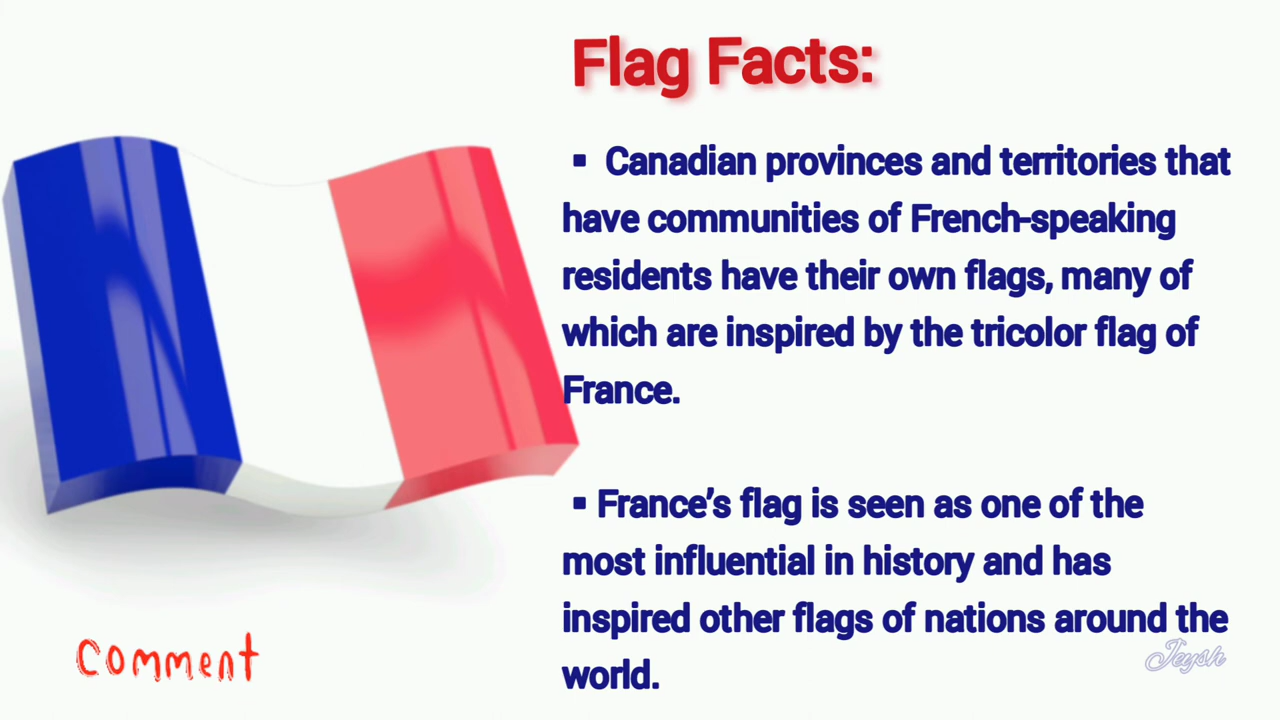 Flag Facts:
▪ Canadian provinces and territories that
have communities of French-speaking
residents have their own flags, many of
which are inspired by the tricolor flag of
France.
▪ France’s flag is seen as one of the
most influential in history and has
inspired other flags of nations around the
world.
Comment
Jeysh